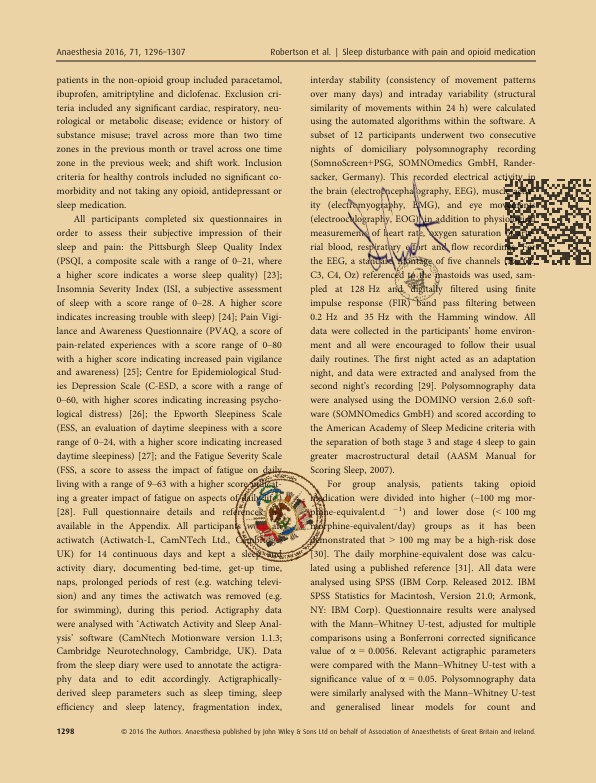 Anaesthesia 2016, 71, 1296–1307
Robertson et al. | Sleep disturbance with pain and opioid medication
patients in the non-opioid group included paracetamol,
ibuprofen, amitriptyline and diclofenac. Exclusion cri-
teria included any significant cardiac, respiratory, neu-
rological or metabolic disease; evidence or history of
substance misuse; travel across more than two time
zones in the previous month or travel across one time
zone in the previous week; and shift work. Inclusion
criteria for healthy controls included no significant co-
morbidity and not taking any opioid, antidepressant or
sleep medication.
All participants completed six questionnaires in
order to assess their subjective impression of their
sleep and pain: the Pittsburgh Sleep Quality Index
(PSQI, a composite scale with a range of 0–21, where
a higher score indicates a worse sleep quality) [23];
Insomnia Severity Index (ISI, a subjective assessment
of sleep with a score range of 0–28. A higher score
indicates increasing trouble with sleep) [24]; Pain Vigi-
lance and Awareness Questionnaire (PVAQ, a score of
pain-related experiences with a score range of 0–80
with a higher score indicating increased pain vigilance
and awareness) [25]; Centre for Epidemiological Stud-
ies Depression Scale (C-ESD, a score with a range of
0–60, with higher scores indicating increasing psycho-
logical distress) [26]; the Epworth Sleepiness Scale
(ESS, an evaluation of daytime sleepiness with a score
range of 0–24, with a higher score indicating increased
daytime sleepiness) [27]; and the Fatigue Severity Scale
(FSS, a score to assess the impact of fatigue on daily
living with a range of 9–63 with a higher score indicat-
ing a greater impact of fatigue on aspects of daily
[28]. Full questionnaire details and references
available in the Appendix. All participants
actiwatch (Actiwatch-L, CamNTech Ltd., Cambridge
UK) for 14 continuous days and kept a sleep and
activity diary, documenting bed-time, get-up time,
naps, prolonged periods of rest (e.g. watching televi-
sion) and any times the actiwatch was removed (e.g.
for swimming), during this period. Actigraphy data
were analysed with 'Actiwatch Activity and Sleep Anal-
ysis' software (CamNtech Motionware version 1.1.3;
Cambridge Neurotechnology, Cambridge, UK). Data
from the sleep diary were used to annotate the actigra-
phy data and to edit accordingly. Actigraphically-
derived sleep parameters such as sleep timing, sleep
efficiency and sleep latency, fragmentation index,
interday stability (consistency of movement patterns
over many days) and intraday variability (structural
similarity of movements within 24 h) were calculated
using the automated algorithms within the software. A
subset of 12 participants underwent two consecutive
nights of domiciliary polysomnography recording
(SomnoScreen+PSG, SOMNOmedics GmbH, Rander-
sacker, Germany). This recorded electrical activity in
the brain (electroencephalography, EEG), muscle
ity (electromyography, EMG), and eye movements
(electrooculography, EOG) in addition to
measurements of heart rate, oxygen saturation
rial blood, respiratory effort and flow recording.
the EEG, a standard montage of five channels
C3, C4, Oz) referenced to the mastoids was used, sam-
pled at 128 Hz and digitally filtered using finite
impulse response (FIR) band pass filtering between
0.2 Hz and 35 Hz with the Hamming window. All
data were collected in the participants' home environ-
ment and all were encouraged to follow their usual
daily routines. The first night acted as an adaptation
night, and data were extracted and analysed from the
second night's recording [29]. Polysomnography data
were analysed using the DOMINO version 2.6.0 soft-
ware (SOMNOmedics GmbH) and scored according to
the American Academy of Sleep Medicine criteria with
the separation of both stage 3 and stage 4 sleep to gain
greater macrostructural detail (AASM Manual for
Scoring Sleep, 2007).
For group analysis, patients taking opioid
medication were divided into higher (~100 mg mor-
phine-equivalent.d −1) and lower dose (< 100 mg
morphine-equivalent/day) groups as it has been
demonstrated that > 100 mg may be a high-risk dose
[30]. The daily morphine-equivalent dose was calcu-
lated using a published reference [31]. All data were
analysed using SPSS (IBM Corp. Released 2012. IBM
SPSS Statistics for Macintosh, Version 21.0; Armonk,
NY: IBM Corp). Questionnaire results were analysed
with the Mann–Whitney U-test, adjusted for multiple
comparisons using a Bonferroni corrected significance
value of α = 0.0056. Relevant actigraphic parameters
were compared with the Mann–Whitney U-test with a
significance value of α = 0.05. Polysomnography data
were similarly analysed with the Mann–Whitney U-test
and generalised linear models for count and
1298
© 2016 The Authors. Anaesthesia published by John Wiley & Sons Ltd on behalf of Association of Anaesthetists of Great Britain and Ireland.